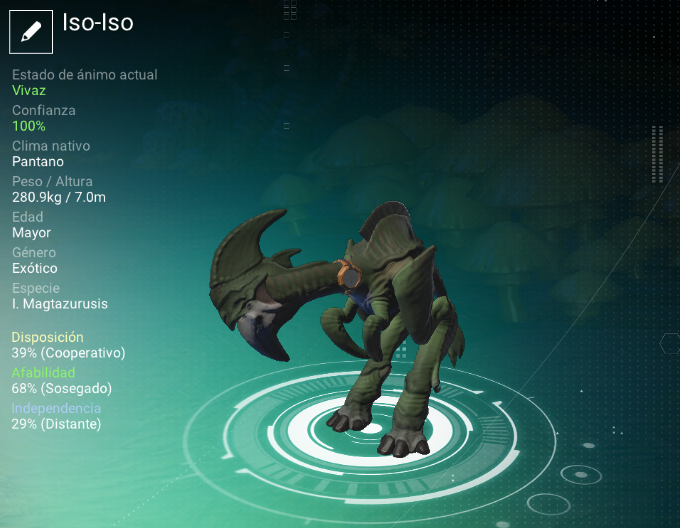 Iso-Iso
Estado de ánimo actual
Vivaz
Confianza
100%
Clima nativo
Pantano
Peso / Altura
280.9kg / 7.0m
Edad
Mayor
Género
Exótico
Especie
I. Magtazurusis
Disposición
39% (Cooperativo)
Afabilidad
68% (Sosegado)
Independencia
29% (Distante)